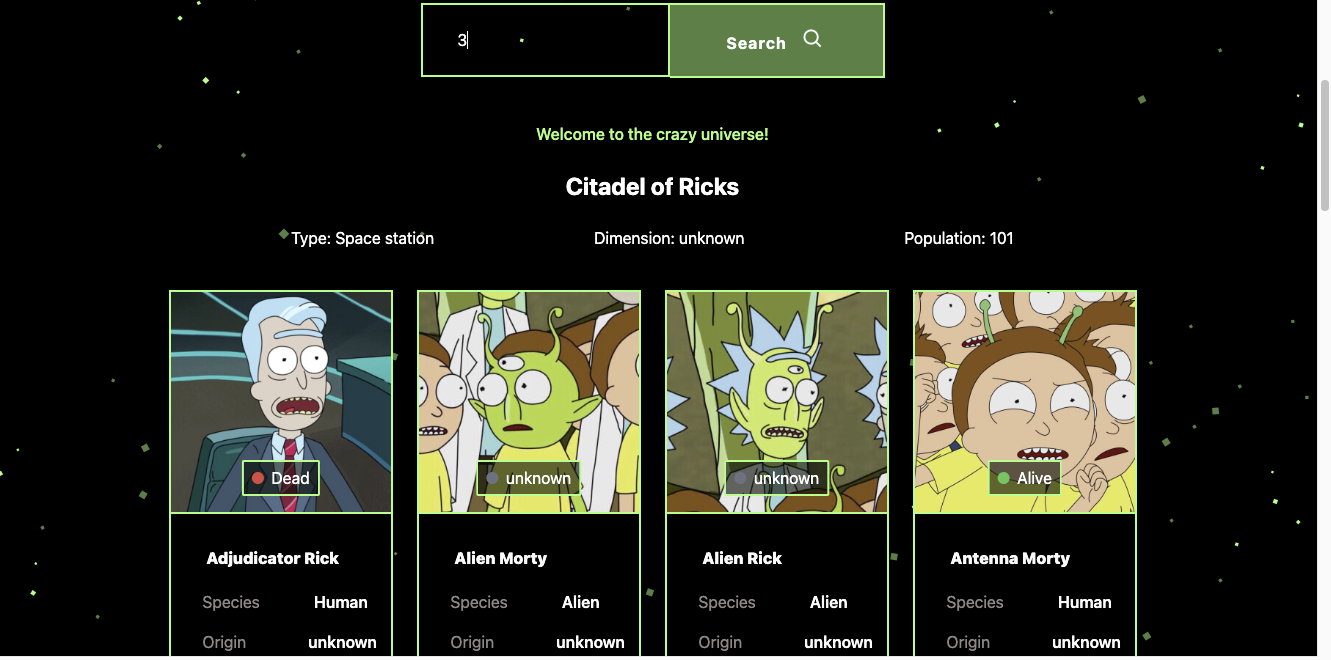 3
Search
Welcome to the crazy universe!
Citadel of Ricks
Type: Space station Dimension: unknown Population: 101
Dead unknown unknown Alive
Adjudicator Rick Alien Morty Alien Rick Antenna Morty
Species Human Species Alien Species Alien Species Human
Origin unknown Origin unknown Origin unknown Origin unknown